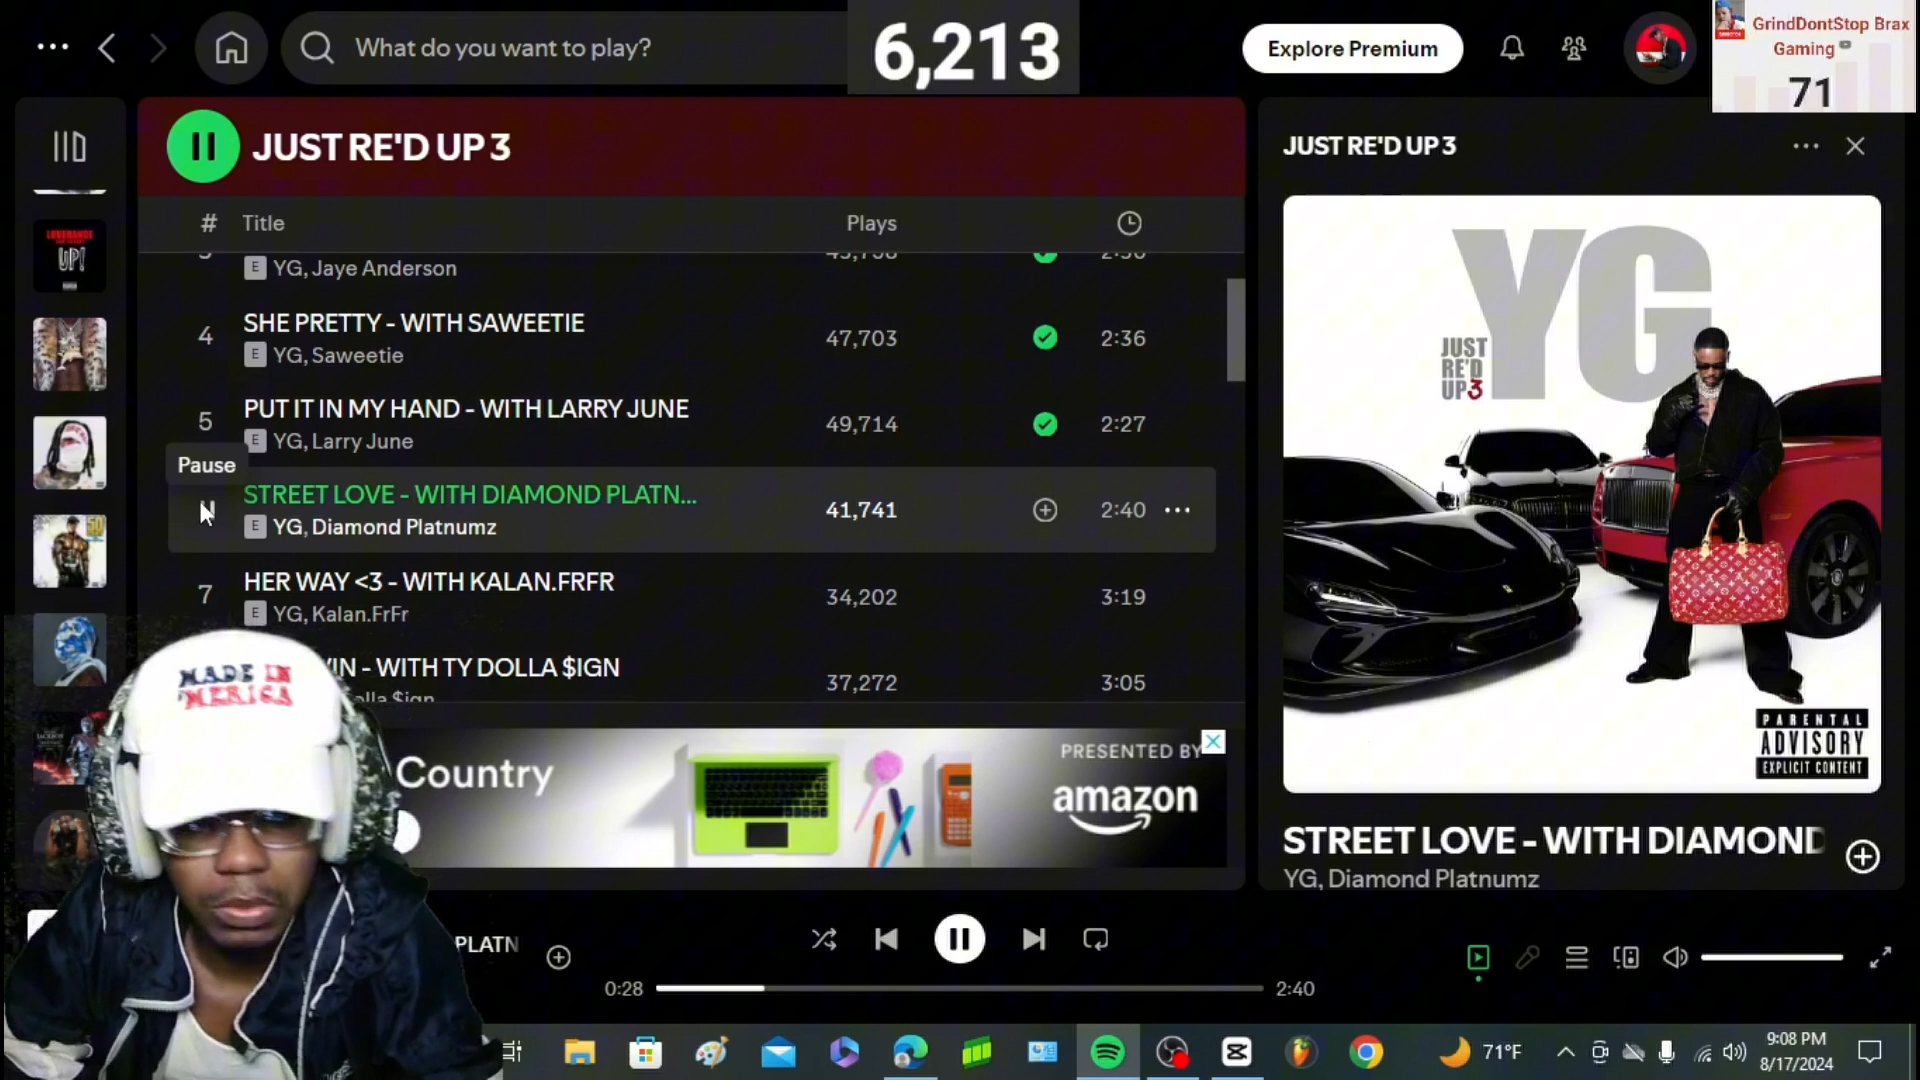 What do you want to play?
6,213
Explore Premium
GrindDontStop Brax
Gaming
71
JUST RE'D UP 3
# Title Plays
YG, Jaye Anderson
4 SHE PRETTY - WITH SAWEETIE 47,703 2:36
E YG, Saweetie
5 PUT IT IN MY HAND - WITH LARRY JUNE 49,714 2:27
E YG, Larry June
Pause
STREET LOVE - WITH DIAMOND PLATN... 41,741 2:40
E YG, Diamond Platnumz
7 HER WAY <3 - WITH KALAN.FRFR 34,202 3:19
E YG, Kalan.FrFr
- WITH TY DOLLA $IGN 37,272 3:05
Country
PRESENTED BY
amazon
MADE IN
'MERICA
LOVERANCE
UP!
JUST RE'D UP 3
YG
JUST
RE'D
UP3
PARENTAL
ADVISORY
EXPLICIT CONTENT
STREET LOVE - WITH DIAMOND
YG, Diamond Platnumz
PLATN
0:28 2:40
71°F
9:08 PM
8/17/2024